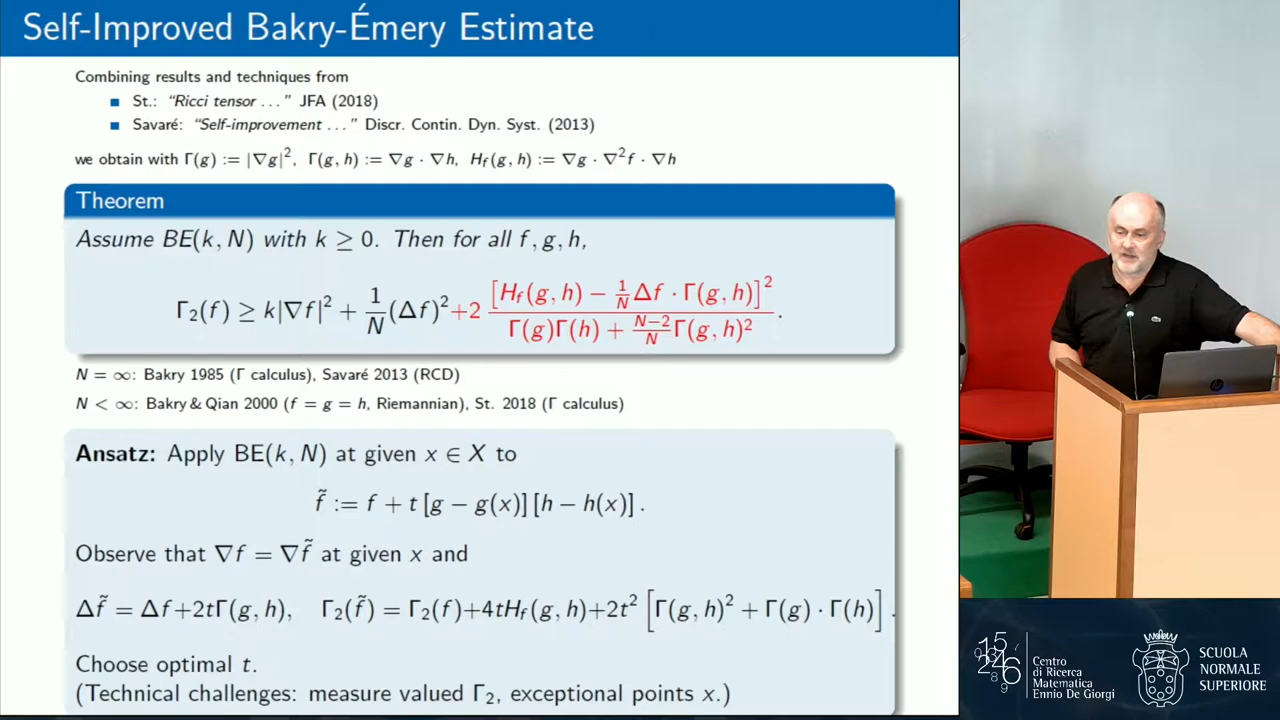 Self-Improved Bakry-Émery Estimate
Combining results and techniques from
St.: “Ricci tensor ...” JFA (2018)
Savaré: “Self-improvement ...” Discr. Contin. Dyn. Syst. (2013)
we obtain with Γ(g) := |∇g|², Γ(g, h) := ∇g · ∇h, H_f(g, h) := ∇g · ∇²f · ∇h
Theorem
Assume BE(k, N) with k ≥ 0. Then for all f, g, h,
Γ₂(f) ≥ k|∇f|² + 1/N (Δf)² +2 [H_f(g, h) − 1/N Δf · Γ(g, h)]² / Γ(g)Γ(h) + N−2/N Γ(g, h)² .
N = ∞: Bakry 1985 (Γ calculus), Savaré 2013 (RCD)
N < ∞: Bakry & Qian 2000 (f = g = h, Riemannian), St. 2018 (Γ calculus)
Ansatz: Apply BE(k, N) at given x ∈ X to
f̃ := f + t [g − g(x)] [h − h(x)] .
Observe that ∇f = ∇f̃ at given x and
Δf̃ = Δf+2tΓ(g, h), Γ₂(f̃) = Γ₂(f)+4tH_f(g, h)+2t² [Γ(g, h)² + Γ(g) · Γ(h)] .
Choose optimal t.
(Technical challenges: measure valued Γ₂, exceptional points x.)
hp
Centro
di Ricerca
Matematica
Ennio De Giorgi
SCUOLA
NORMALE
SUPERIORE